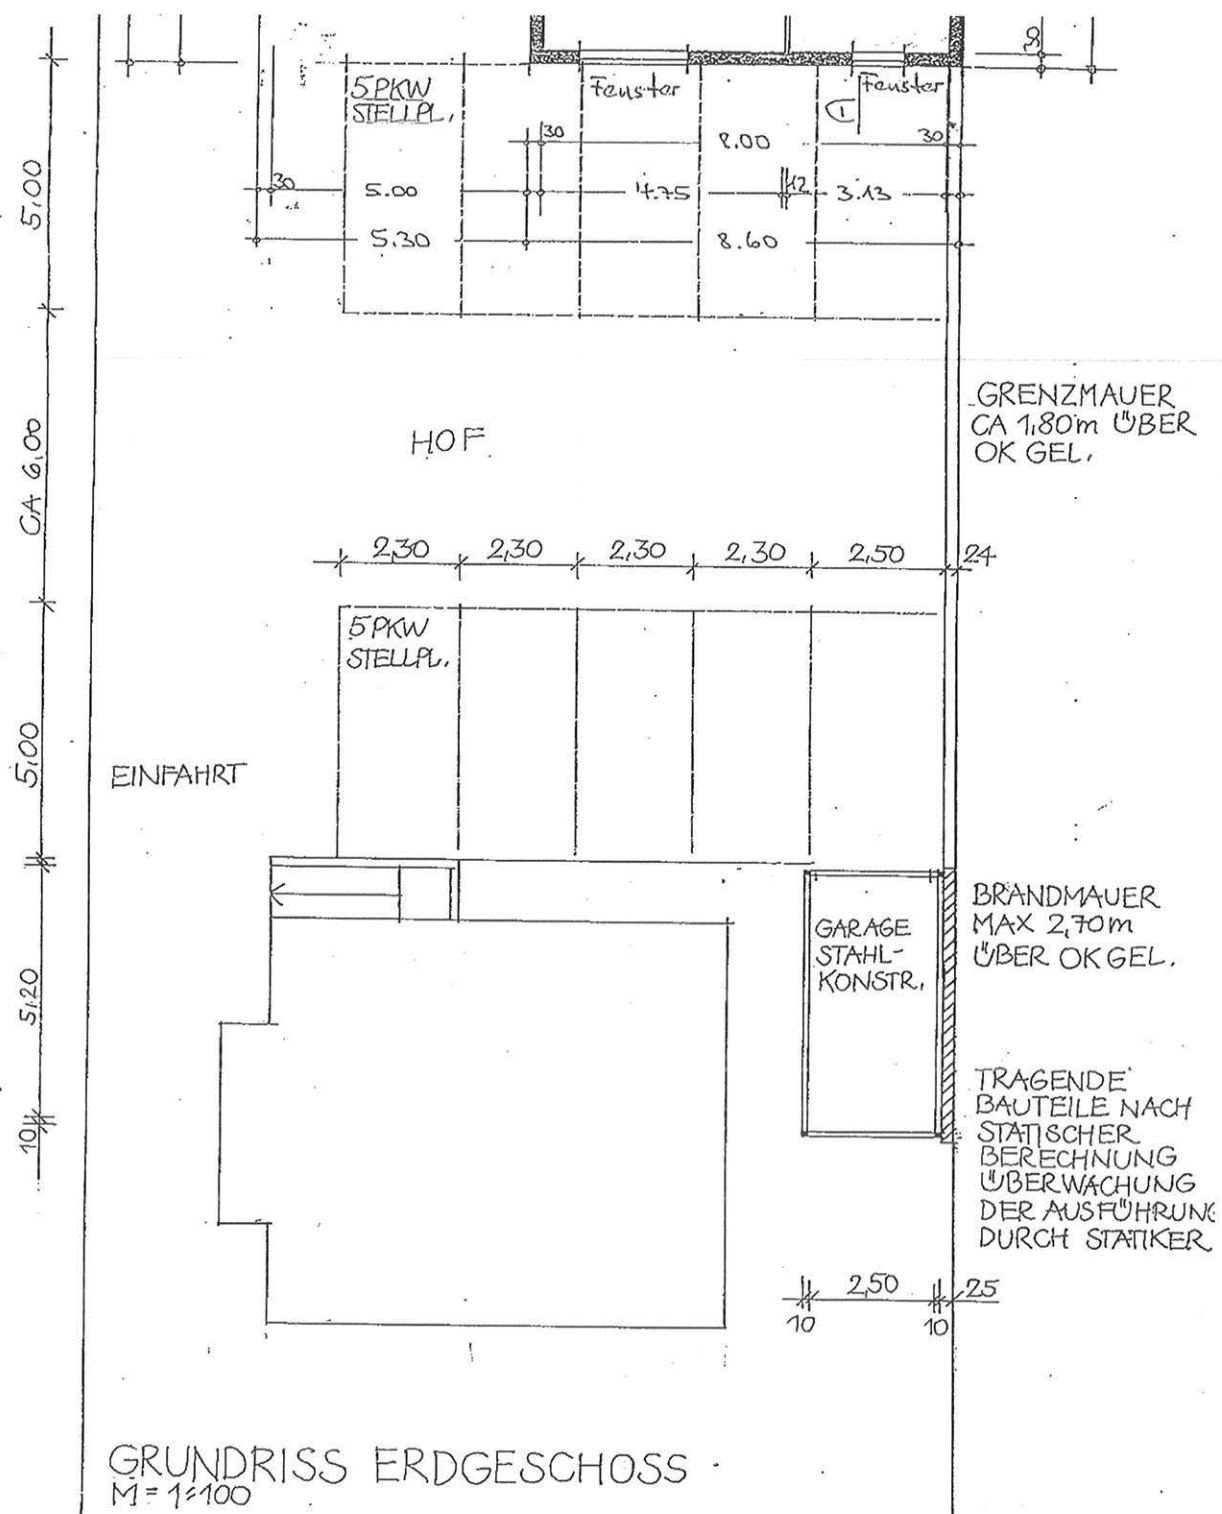 30
5 PKW
STELLPL.
Fenster
Fenster
30
8.00
30
30
5.00
4.75
12
3.13
5.30
8.60
5,00
GRENZMAUER
CA 1,80m ÜBER
OK GEL.
HOF
CA 6,00
2,30
2,30
2,30
2,30
2,50
24
5 PKW
STELLPL.
5,00
EINFAHRT
BRANDMAUER
MAX 2,70m
ÜBER OK GEL.
GARAGE
STAHL-
KONSTR.
5,20
TRAGENDE
BAUTEILE NACH
STATISCHER
BERECHNUNG
ÜBERWACHUNG
DER AUSFÜHRUNG
DURCH STATIKER
10
2,50
25
10
10
GRUNDRISS ERDGESCHOSS
M = 1:100